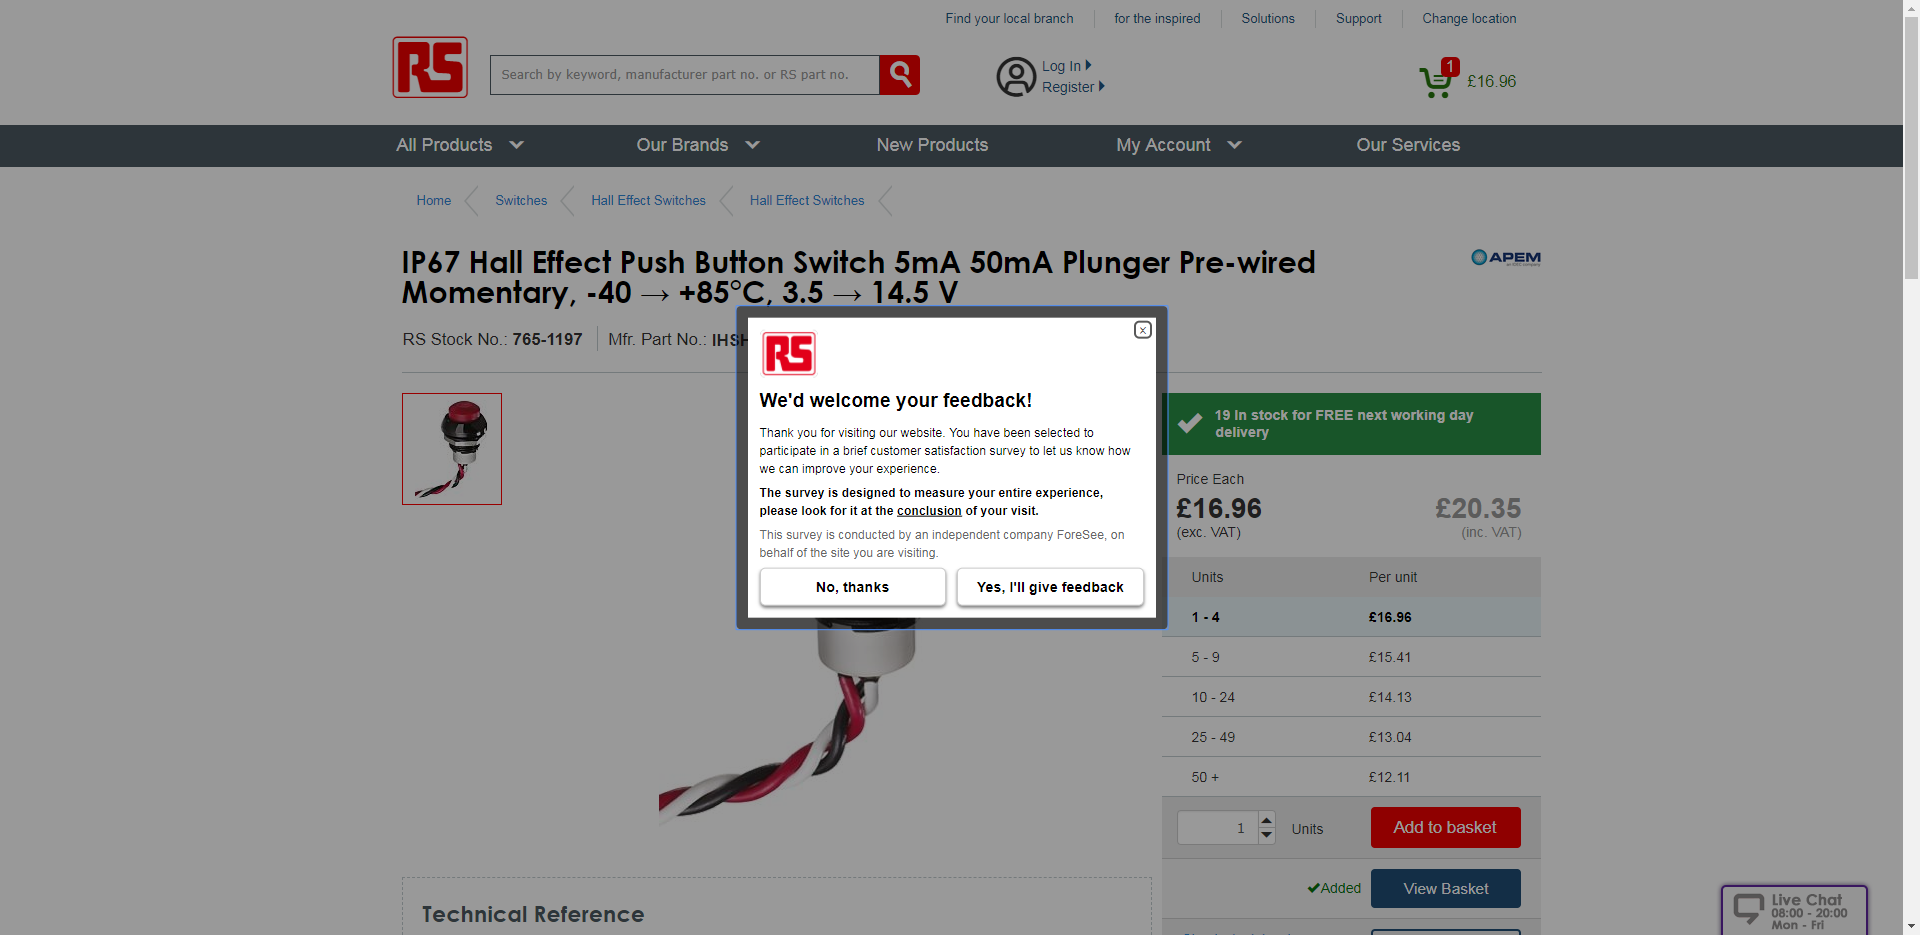 Find your local branch
for the inspired
Solutions
Support
Change location
RS
Search by keyword, manufacturer part no. or RS part no.
Log In
Register
1
£16.96
All Products
Our Brands
New Products
My Account
Our Services
Home
Switches
Hall Effect Switches
Hall Effect Switches
IP67 Hall Effect Push Button Switch 5mA 50mA Plunger Pre-wired
Momentary, -40 → +85°C, 3.5 → 14.5 V
APEM
RS Stock No.: 765-1197
Mfr. Part No.:
x
RS
We'd welcome your feedback!
Thank you for visiting our website. You have been selected to
participate in a brief customer satisfaction survey to let us know how
we can improve your experience.
The survey is designed to measure your entire experience,
please look for it at the conclusion of your visit.
This survey is conducted by an independent company ForeSee, on
behalf of the site you are visiting.
No, thanks
Yes, I'll give feedback
19 In stock for FREE next working day
delivery
Price Each
£16.96
£20.35
(exc. VAT)
(inc. VAT)
Units
Per unit
1 - 4
£16.96
5 - 9
£15.41
10 - 24
£14.13
25 - 49
£13.04
50 +
£12.11
1
Units
Add to basket
Added
View Basket
Technical Reference
Live Chat
08:00 - 20:00
Mon - Fri